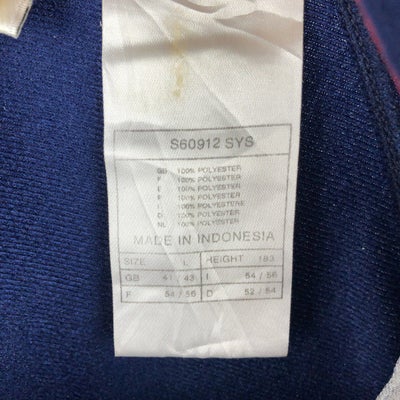 S60912 SYS
GB 100% POLYESTER
F 100% POLYESTER
E 100% POLYESTER
P 100% POLYESTER
I 100% POLIESTERE
D 100% POLYESTER
NL 100% POLYESTER
MADE IN INDONESIA
SIZE L HEIGHT 183
GB 41 / 43 I 54 / 56
F 54 / 56 D 52 / 54